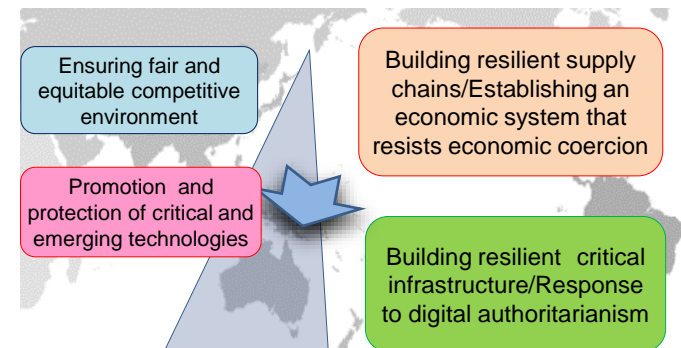 Ensuring fair and
equitable competitive
environment
Building resilient supply
chains/Establishing an
economic system that
resists economic coercion
Promotion and
protection of critical and
emerging technologies
Building resilient critical
infrastructure/Response
to digital authoritarianism